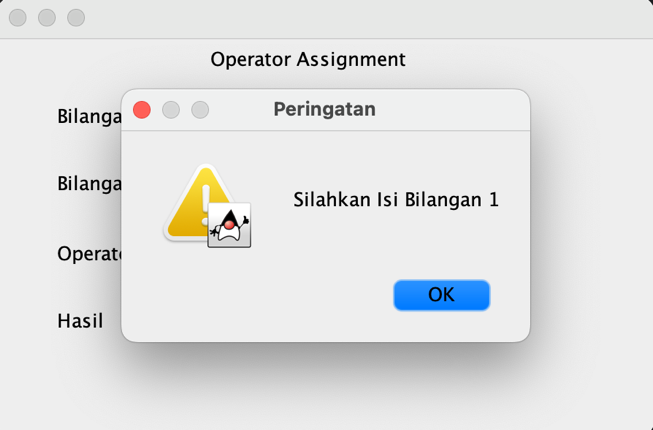 Operator Assignment
Peringatan
Silahkan Isi Bilangan 1
OK
Hasil